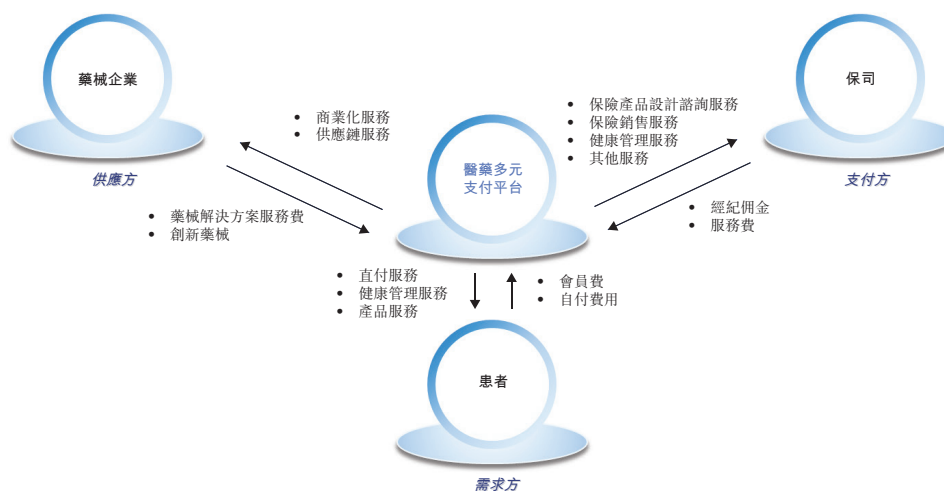 藥械企業
供應方
• 商業化服務
• 供應鏈服務
• 藥械解決方案服務費
• 創新藥械
醫藥多元
支付平台
• 保險產品設計諮詢服務
• 保險銷售服務
• 健康管理服務
• 其他服務
保司
支付方
• 經紀佣金
• 服務費
• 直付服務
• 健康管理服務
• 產品服務
• 會員費
• 自付費用
患者
需求方